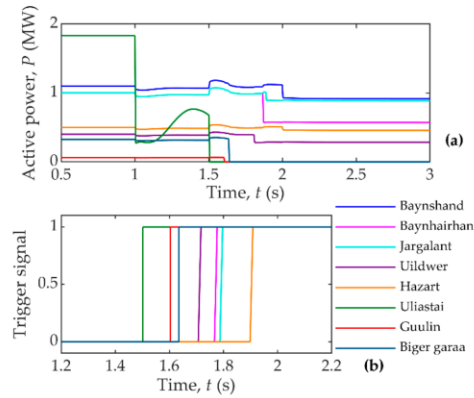 Active power, P (MW)
2
1
0
0.5
1
1.5
2
2.5
3
(a)
Time, t (s)
Trigger signal
1
0.5
0
1.2
1.4
1.6
1.8
2
2.2
Time, t (s)
(b)
Baynshand
Baynhairhan
Jargalant
Uildwer
Hazart
Uliastai
Guulin
Biger garaa